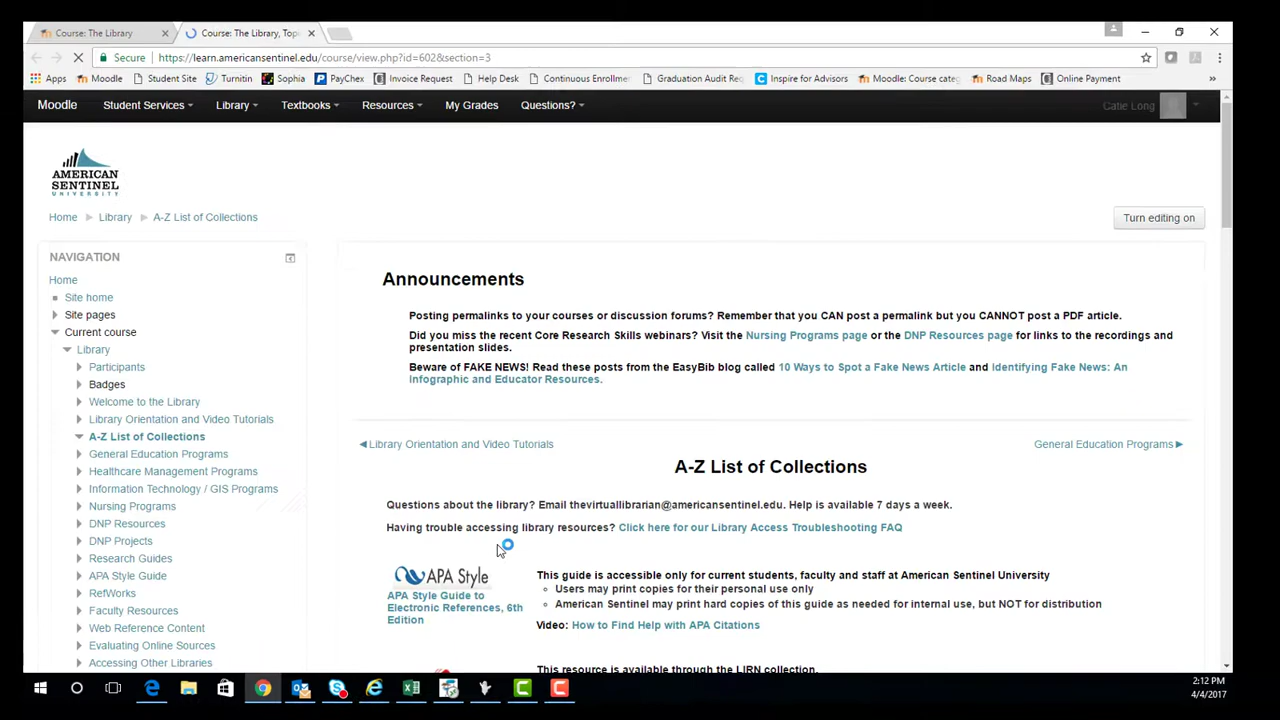 Course: The Library
Course: The Library, Top
Secure https://learn.americansentinel.edu/course/view.php?id=602&section=3
Apps Moodle Student Site Turnitin Sophia PayChex Invoice Request Help Desk Continuous Enrollme Graduation Audit Req Inspire for Advisors Moodle: Course categ Road Maps Online Payment
Moodle Student Services Library Textbooks Resources My Grades Questions? Catie Long
AMERICAN
SENTINEL
UNIVERSITY
Home Library A-Z List of Collections
Turn editing on
NAVIGATION
Home
Site home
Site pages
Current course
Library
Participants
Badges
Welcome to the Library
Library Orientation and Video Tutorials
A-Z List of Collections
General Education Programs
Healthcare Management Programs
Information Technology / GIS Programs
Nursing Programs
DNP Resources
DNP Projects
Research Guides
APA Style Guide
RefWorks
Faculty Resources
Web Reference Content
Evaluating Online Sources
Accessing Other Libraries
Announcements
Posting permalinks to your courses or discussion forums? Remember that you CAN post a permalink but you CANNOT post a PDF article.
Did you miss the recent Core Research Skills webinars? Visit the Nursing Programs page or the DNP Resources page for links to the recordings and
presentation slides.
Beware of FAKE NEWS! Read these posts from the EasyBib blog called 10 Ways to Spot a Fake News Article and Identifying Fake News: An
Infographic and Educator Resources.
Library Orientation and Video Tutorials
General Education Programs
A-Z List of Collections
Questions about the library? Email thevirtuallibrarian@americansentinel.edu. Help is available 7 days a week.
Having trouble accessing library resources? Click here for our Library Access Troubleshooting FAQ
APA Style
APA Style Guide to
Electronic References, 6th
Edition
This guide is accessible only for current students, faculty and staff at American Sentinel University
Users may print copies for their personal use only
American Sentinel may print hard copies of this guide as needed for internal use, but NOT for distribution
Video: How to Find Help with APA Citations
This resource is available through the LIRN collection.
2:12 PM
4/4/2017